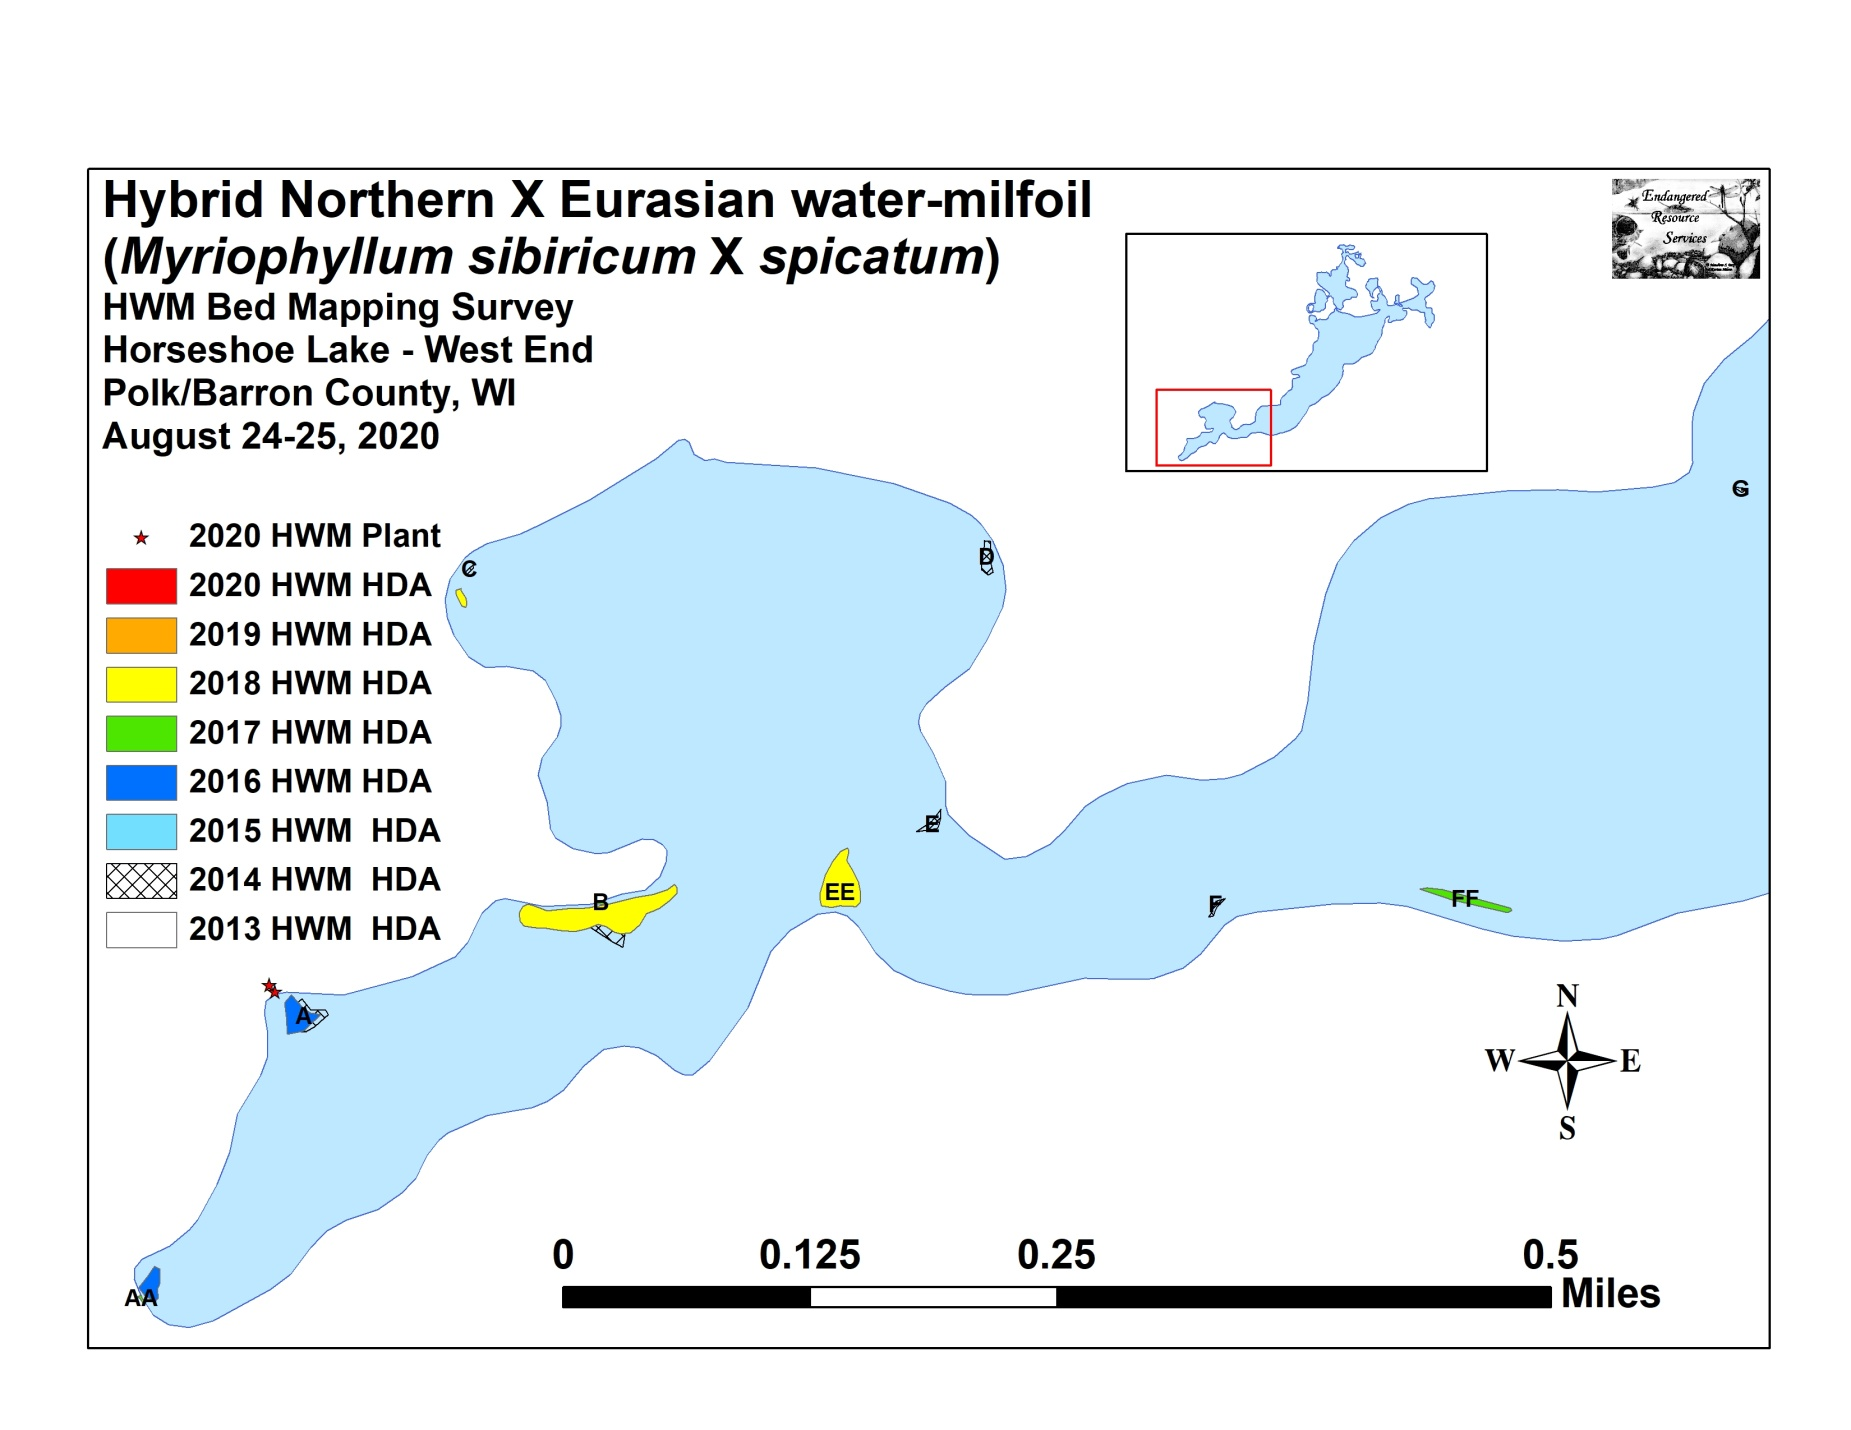 Hybrid Northern X Eurasian water-milfoil
(Myriophyllum sibiricum X spicatum)
HWM Bed Mapping Survey
Horseshoe Lake - West End
Polk/Barron County, WI
August 24-25, 2020
Endangered
Resource
Services
2020 HWM Plant
2020 HWM HDA
2019 HWM HDA
2018 HWM HDA
2017 HWM HDA
2016 HWM HDA
2015 HWM HDA
2014 HWM HDA
2013 HWM HDA
G
C
D
E
EE
B
F
FF
A
AA
N
W E
S
0 0.125 0.25 0.5
Miles